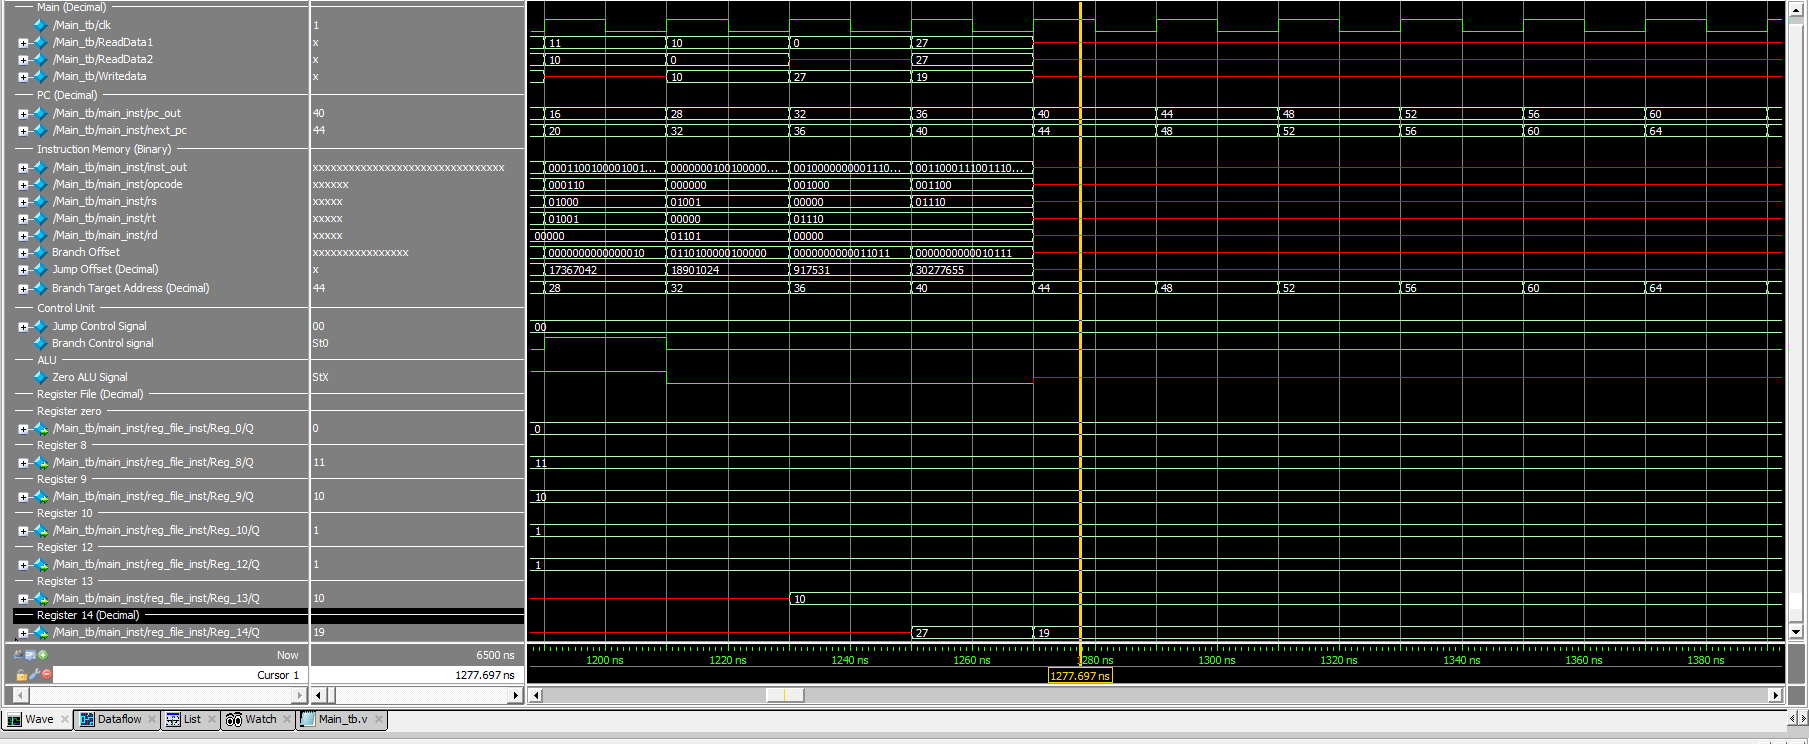 Main (Decimal)
/Main_tb/clk 1
/Main_tb/ReadData1 x 11 10 0 27
/Main_tb/ReadData2 x 10 0 27
/Main_tb/Writedata x 10 27 19
PC (Decimal)
/Main_tb/main_inst/pc_out 40 16 28 32 36 40 44 48 52 56 60
/Main_tb/main_inst/next_pc 44 20 32 36 40 44 48 52 56 60 64
Instruction Memory (Binary)
/Main_tb/main_inst/inst_out xxxxxxxxxxxxxxxxxxxxxxxxxxxxxxxx 0001100100001001... 0000000100100000... 0010000000001110... 0011000111001110...
/Main_tb/main_inst/opcode xxxxxx 000110 000000 001000 001100
/Main_tb/main_inst/rs xxxxx 01000 01001 00000 01110
/Main_tb/main_inst/rt xxxxx 01001 00000 01110
/Main_tb/main_inst/rd xxxxx 00000 01101 00000
Branch Offset xxxxxxxxxxxxxxxx 0000000000000010 0110100000100000 0000000000011011 0000000000010111
Jump Offset (Decimal) x 17367042 18901024 917531 30277655
Branch Target Address (Decimal) 44 28 32 36 40 44 48 52 56 60 64
Control Unit
Jump Control Signal 00 00
Branch Control signal St0
ALU
Zero ALU Signal StX
Register File (Decimal)
Register zero
/Main_tb/main_inst/reg_file_inst/Reg_0/Q 0 0
Register 8
/Main_tb/main_inst/reg_file_inst/Reg_8/Q 11 11
Register 9
/Main_tb/main_inst/reg_file_inst/Reg_9/Q 10 10
Register 10
/Main_tb/main_inst/reg_file_inst/Reg_10/Q 1 1
Register 12
/Main_tb/main_inst/reg_file_inst/Reg_12/Q 1 1
Register 13
/Main_tb/main_inst/reg_file_inst/Reg_13/Q 10 10
Register 14 (Decimal)
/Main_tb/main_inst/reg_file_inst/Reg_14/Q 19 27 19
Now 6500 ns 1200 ns 1220 ns 1240 ns 1260 ns 1280 ns 1300 ns 1320 ns 1340 ns 1360 ns 1380 ns
Cursor 1 1277.697 ns 1277.697 ns
Wave Dataflow List Watch Main_tb.v